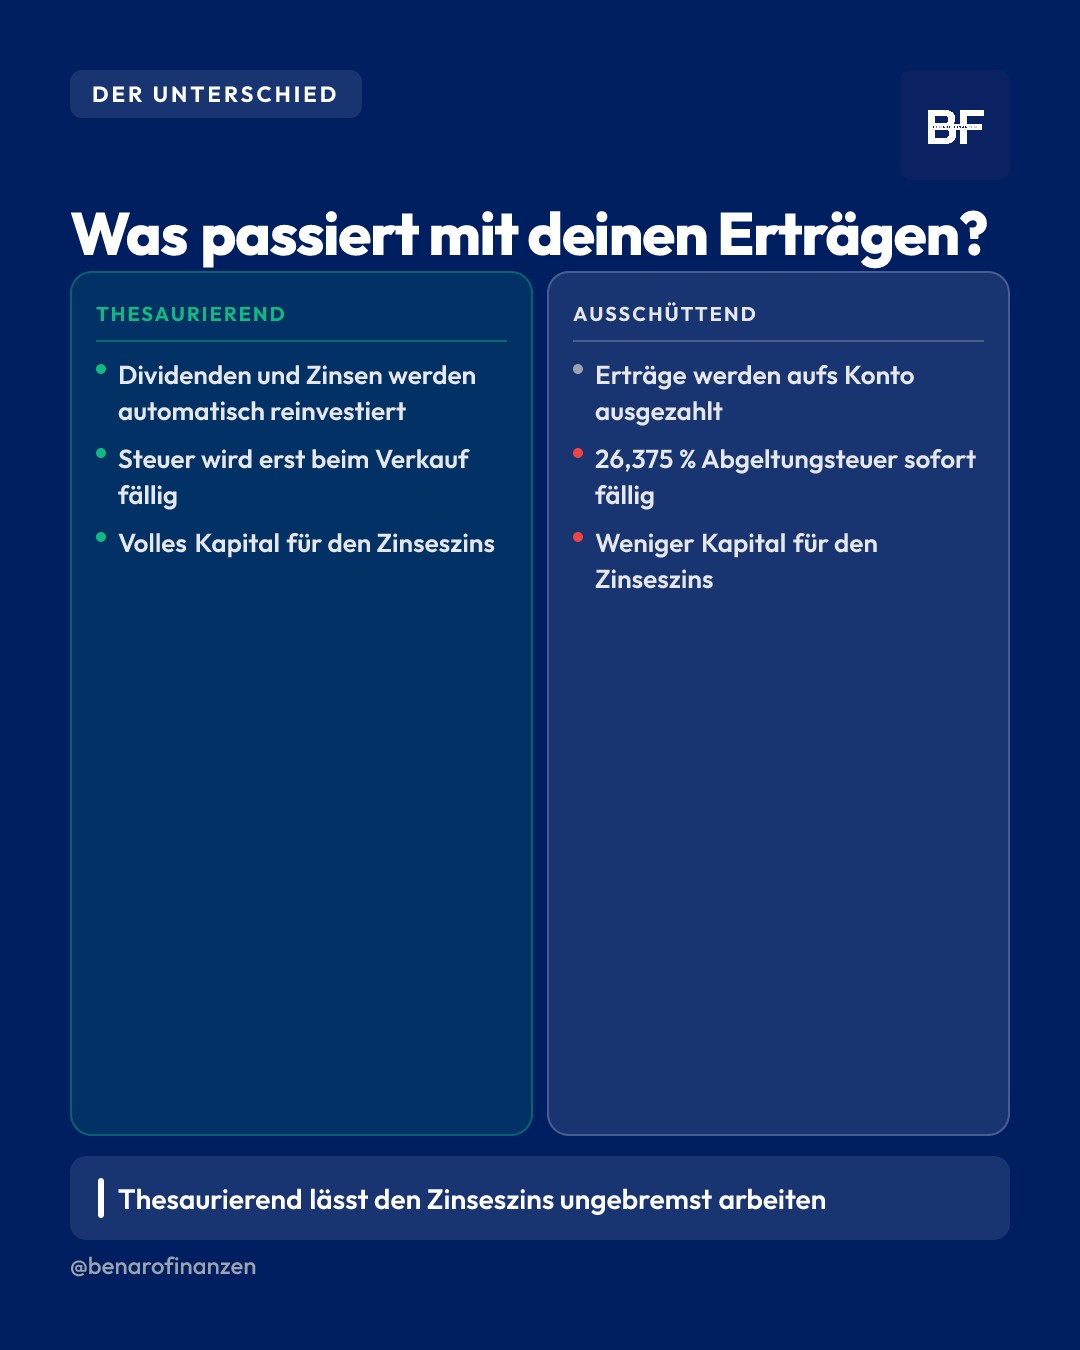 DER UNTERSCHIED
BF
Was passiert mit deinen Erträgen?
THESAURIEREND
Dividenden und Zinsen werden
automatisch reinvestiert
Steuer wird erst beim Verkauf
fällig
Volles Kapital für den Zinseszins
AUSSCHÜTTEND
Erträge werden aufs Konto
ausgezahlt
26,375 % Abgeltungsteuer sofort
fällig
Weniger Kapital für den
Zinseszins
Thesaurierend lässt den Zinseszins ungebremst arbeiten
@benarofinanzen